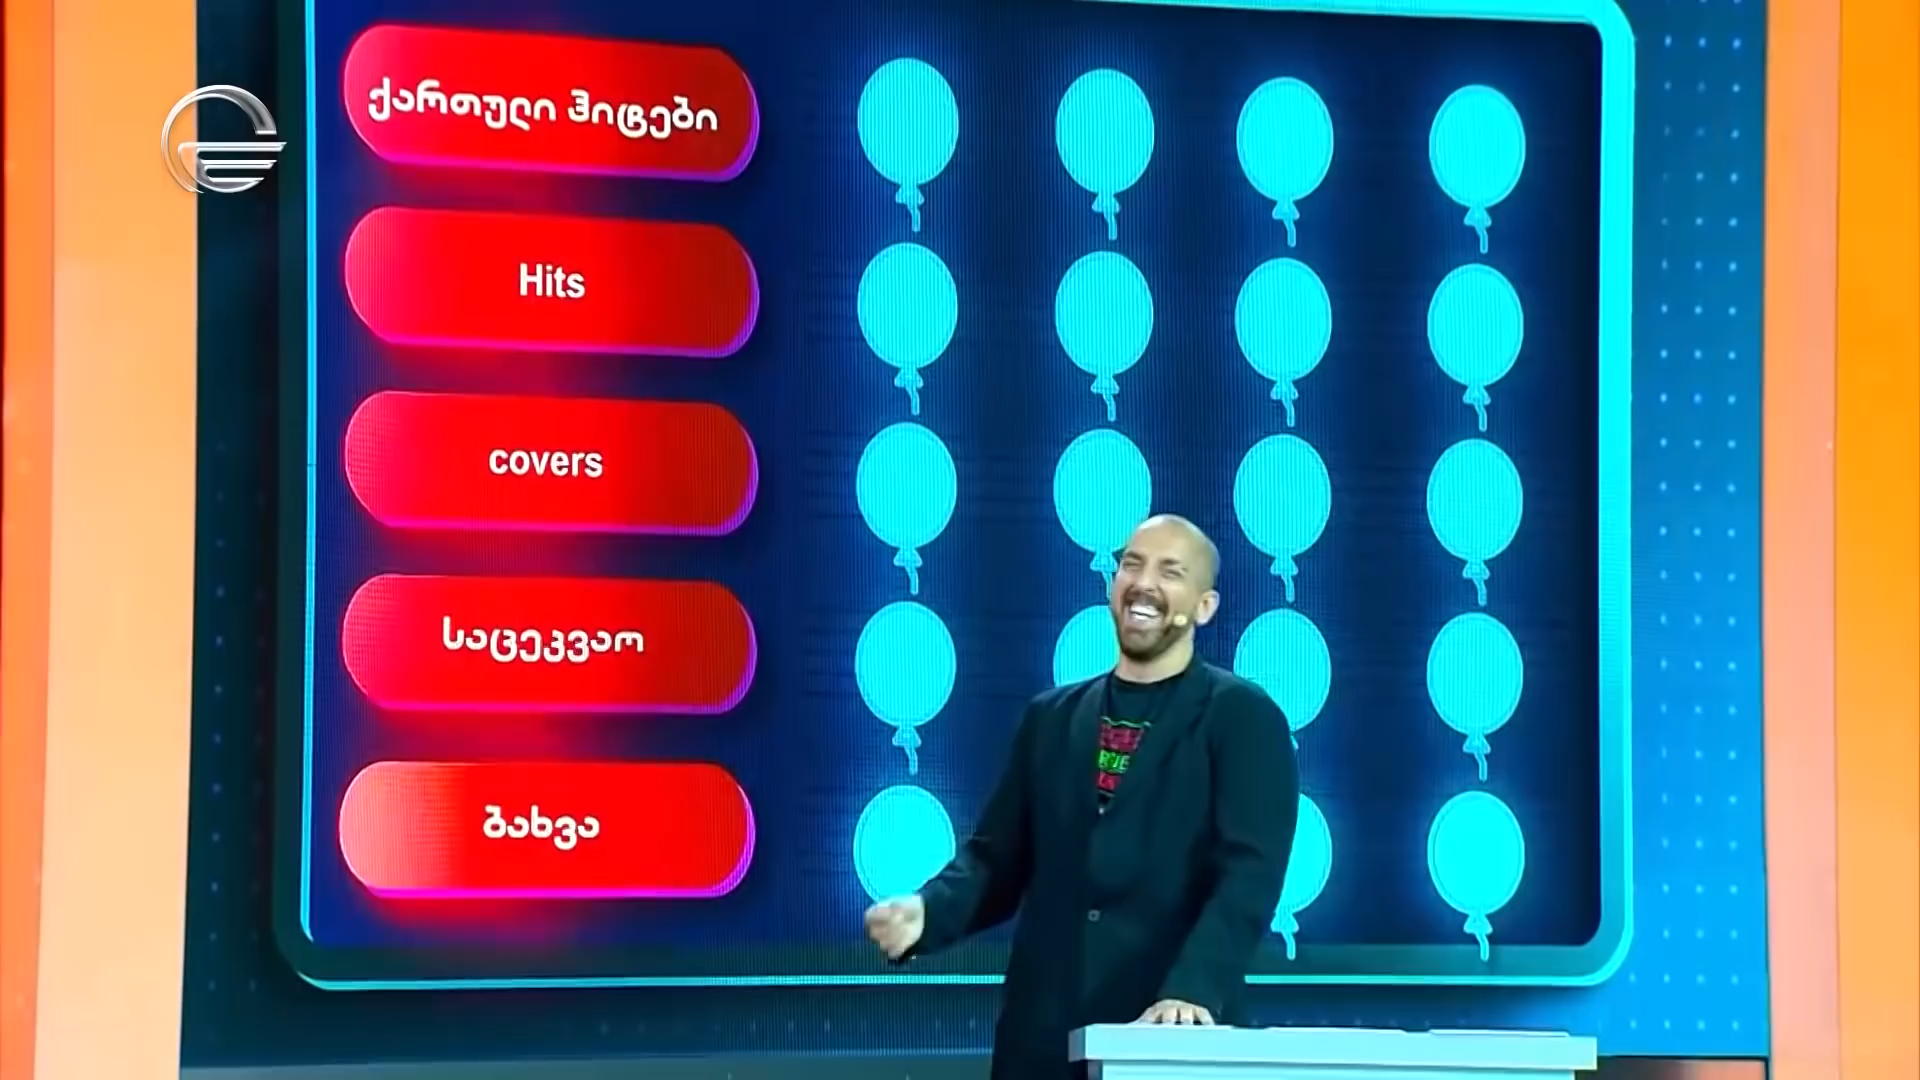 ქართული ჰიტები
Hits
covers
საცეკვაო
ბახვა